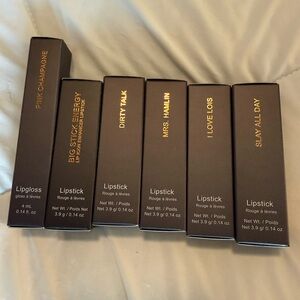 PINK CHAMPAGNE
Lipgloss
gloss à lèvres
4 mL
0.14 fl. oz
BIG STICK ENERGY
LIP PLUMP ENHANCER LIPSTICK
Lipstick
Rouge à lèvres
Net Wt. / Poids Net
3.9 g / 0.14 oz
DIRTY TALK
Lipstick
Rouge à lèvres
Net Wt. / Poids
Net 3.9 g/ 0.14 oz
MRS. HAMLIN
Lipstick
Rouge à lèvres
Net Wt. / Poids
Net 3.9 g/ 0.14 oz
I LOVE LOIS
Lipstick
Rouge à lèvres
Net Wt. / Poids
Net 3.9 g/ 0.14 oz
SLAY ALL DAY
Lipstick
Rouge à lèvres
Net Wt. / Poids
Net 3.9 g/ 0.14 oz